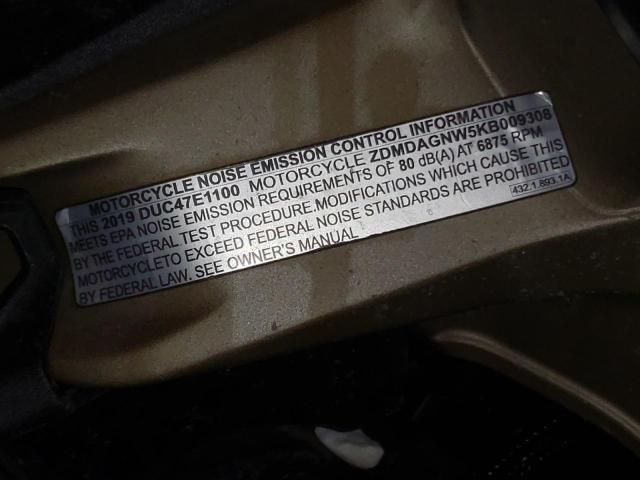 MOTORCYCLE NOISE EMISSION CONTROL INFORMATION
THIS 2019 DUC47E1100 MOTORCYCLE ZDMDAGNW5KB009308
MEETS EPA NOISE EMISSION REQUIREMENTS OF 80 dB(A) AT 6875 RPM
BY THE FEDERAL TEST PROCEDURE.MODIFICATIONS WHICH CAUSE THIS
MOTORCYCLETO EXCEED FEDERAL NOISE STANDARDS ARE PROHIBITED
BY FEDERAL LAW. SEE OWNER'S MANUAL
432.1.893.1A